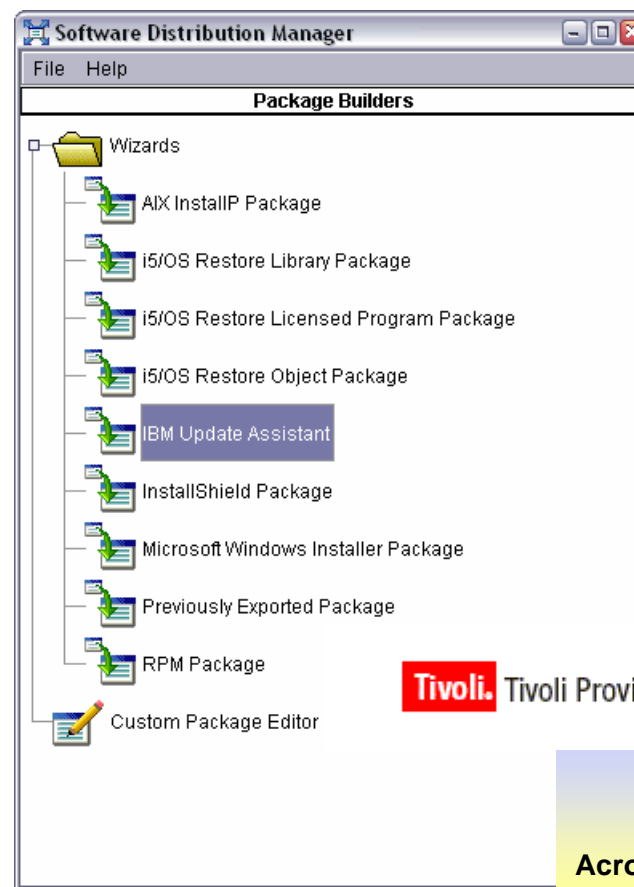 Software Distribution Manager
File Help
Package Builders
Wizards
AIX InstallP Package
i5/OS Restore Library Package
i5/OS Restore Licensed Program Package
i5/OS Restore Object Package
IBM Update Assistant
InstallShield Package
Microsoft Windows Installer Package
Previously Exported Package
RPM Package
Tivoli. Tivoli Provi
Custom Package Editor
Acro